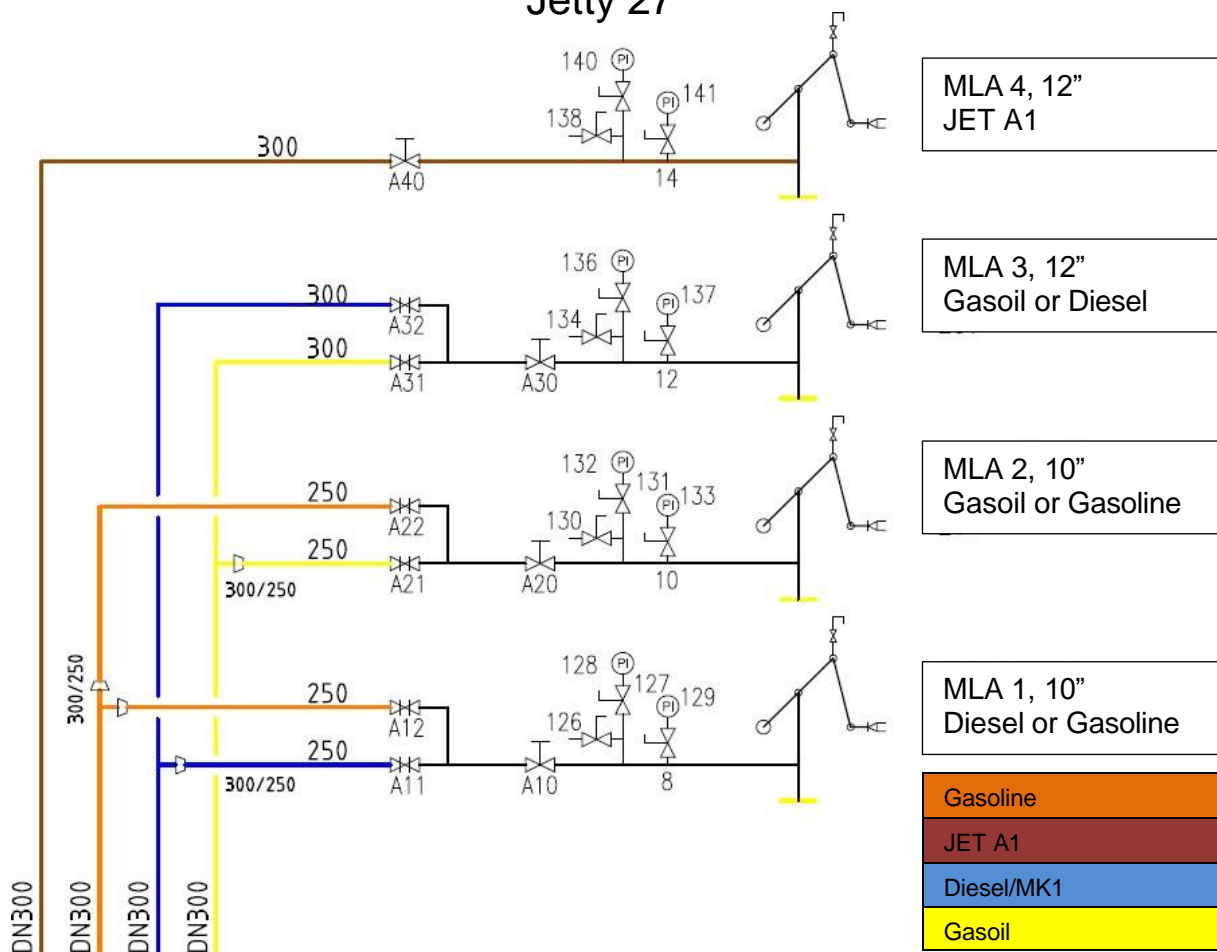 Jetty 27
140 PI
PI 141
138
MLA 4, 12”
JET A1
300
A40
14
136 PI
PI 137
134
MLA 3, 12”
Gasoil or Diesel
300
A32
300
A31
A30
12
132 PI
131
PI 133
130
MLA 2, 10”
Gasoil or Gasoline
250
A22
250
300/250
A21
A20
10
300/250
128 PI
127
PI 129
126
MLA 1, 10”
Diesel or Gasoline
250
A12
250
300/250
A11
A10
8
Gasoline
JET A1
Diesel/MK1
Gasoil
DN300
DN300
DN300
DN300